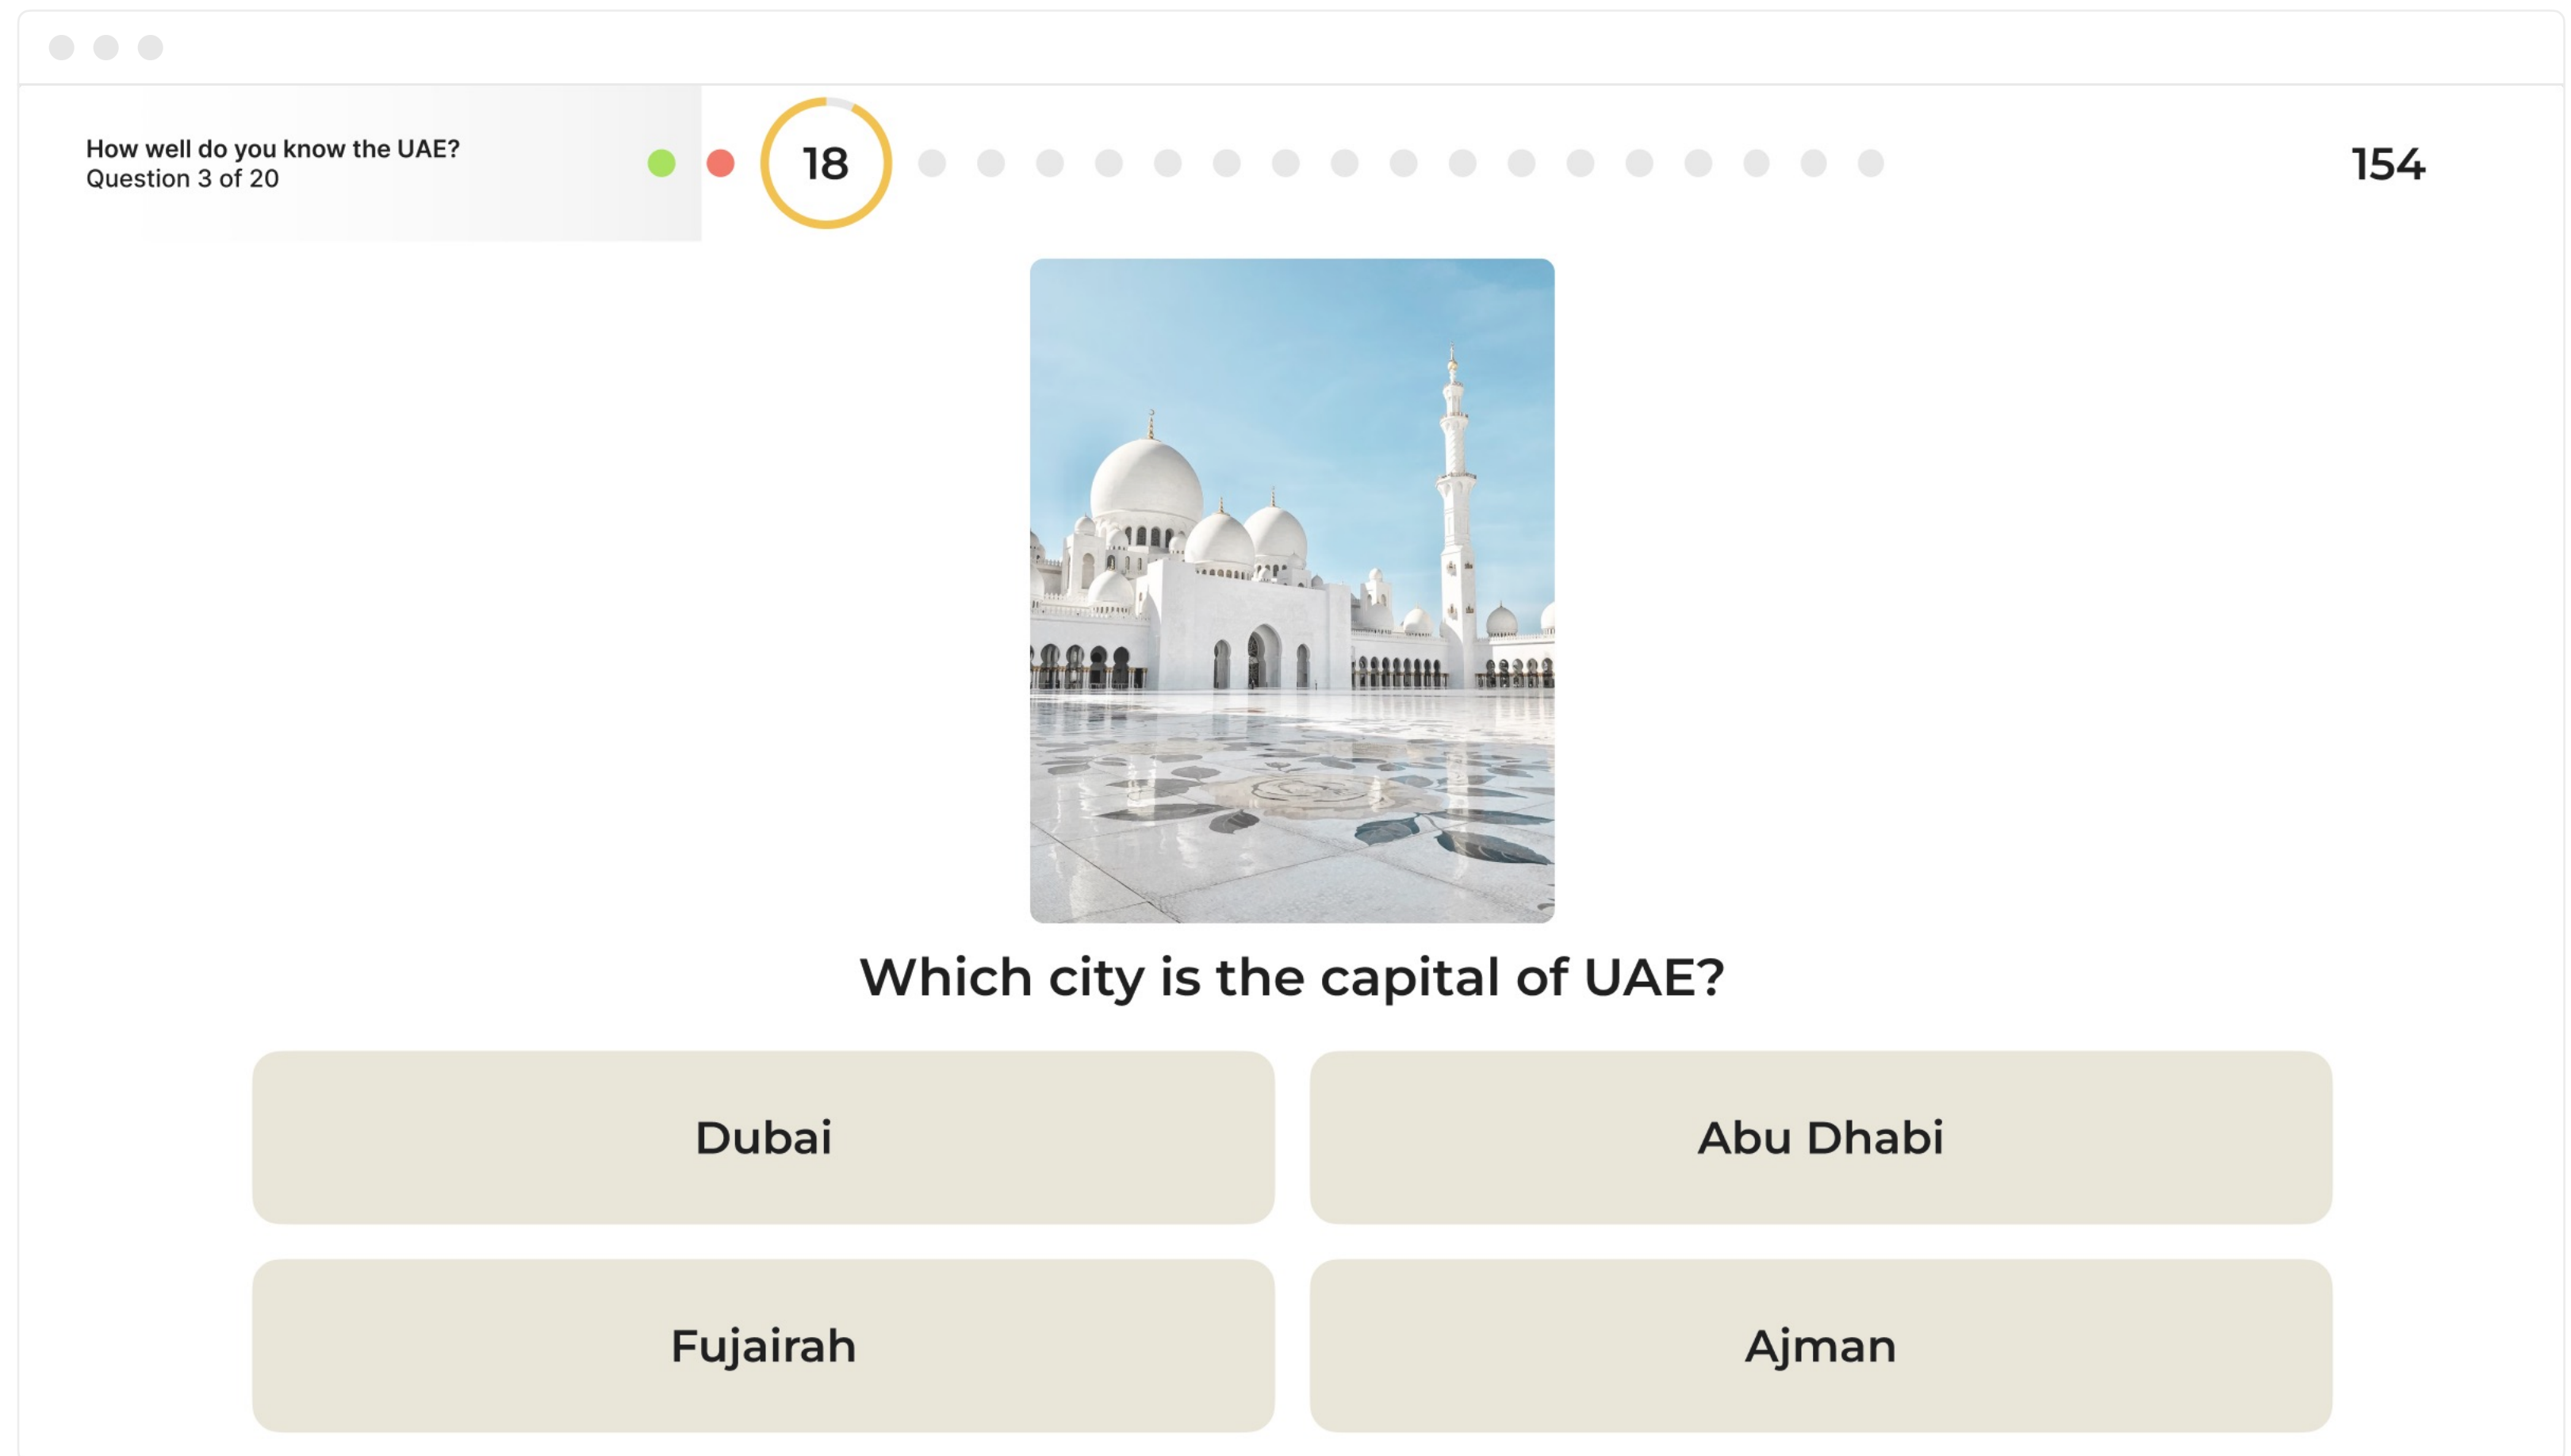 How well do you know the UAE?
Question 3 of 20
18
154
Which city is the capital of UAE?
Dubai
Abu Dhabi
Fujairah
Ajman